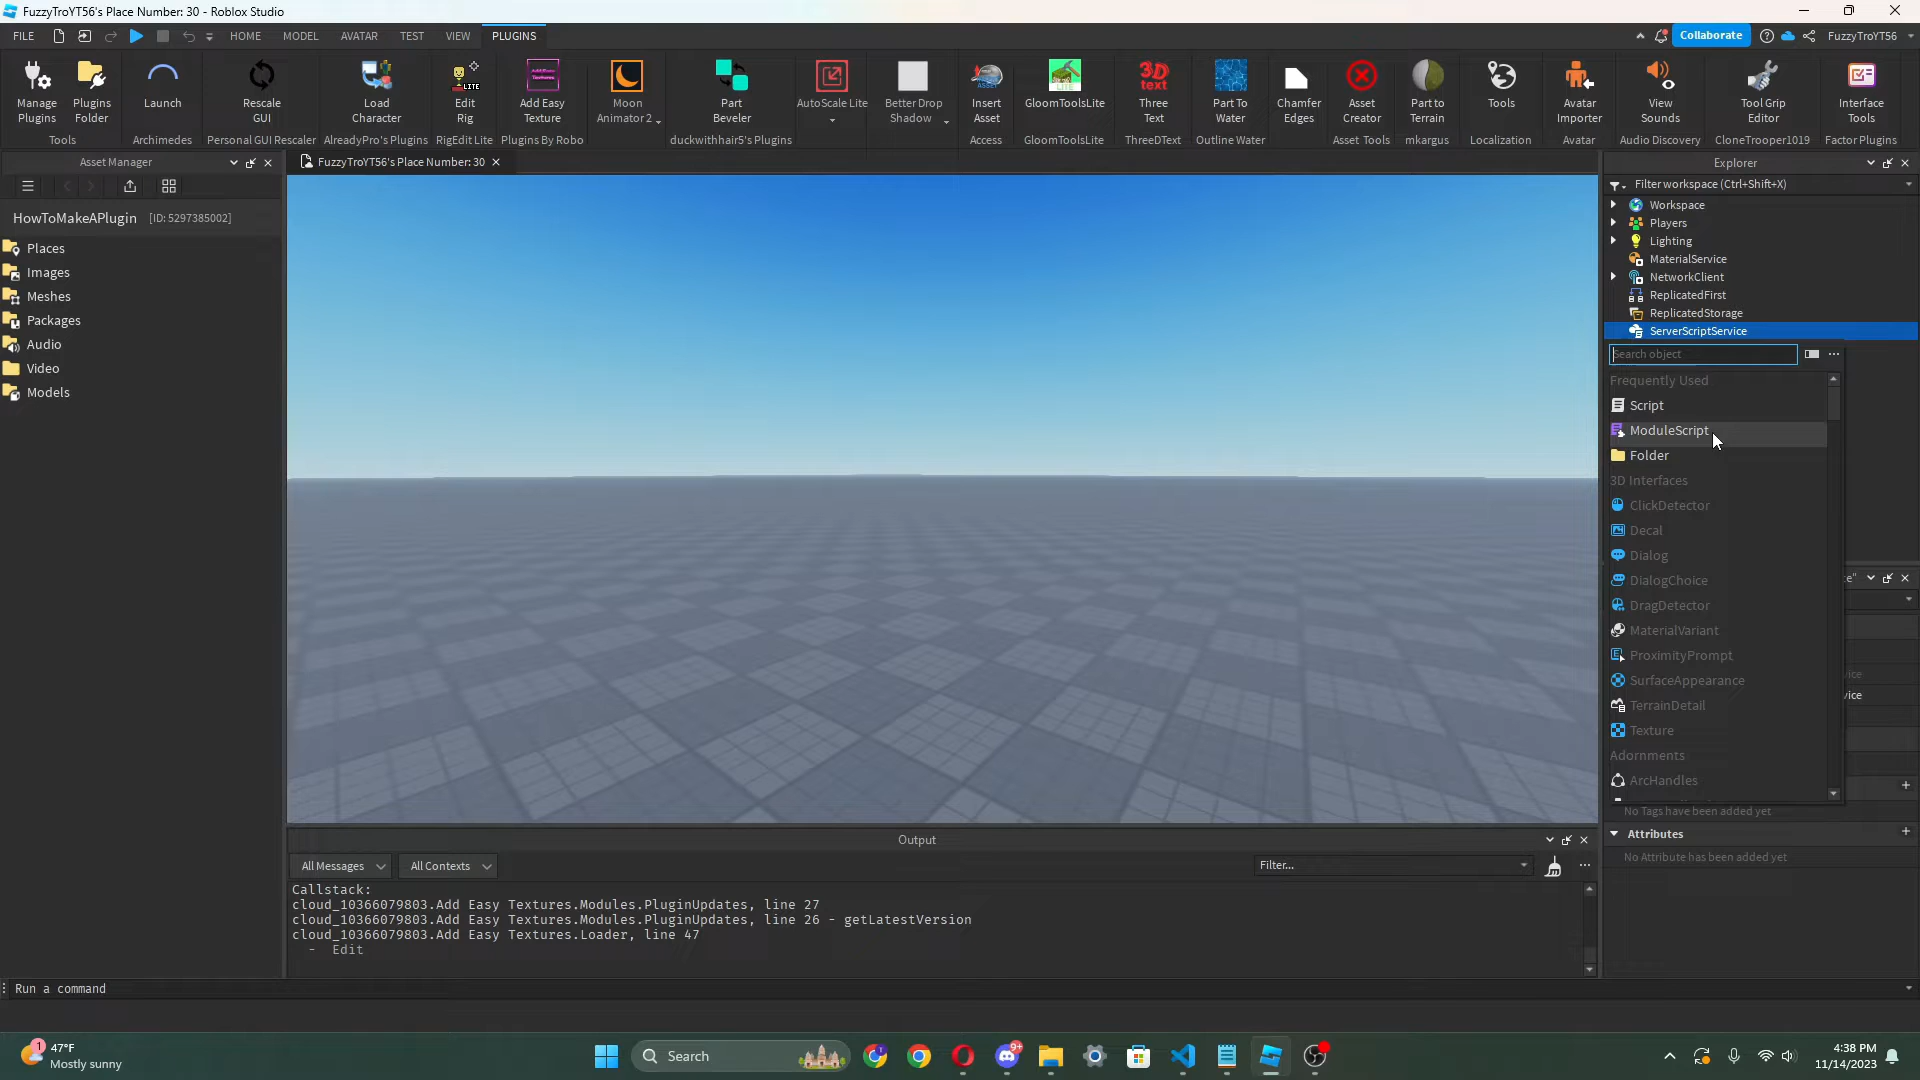 FuzzyTroYT56's Place Number: 30 - Roblox Studio
FILE HOME MODEL AVATAR TEST VIEW PLUGINS Collaborate FuzzyTroYT56
Manage Plugins
Plugins Folder
Launch
Rescale GUI
Load Character
Edit Rig
LITE
Add Easy Texture
Moon Animator 2
Part Beveler
AutoScale Lite
Better Drop Shadow
Insert Asset
GloomToolsLite
3D text
Three Text
Part To Water
Chamfer Edges
Asset Creator
Part to Terrain
Tools
Avatar Importer
View Sounds
Tool Grip Editor
Interface Tools
Tools Archimedes Personal GUI Rescaler AlreadyPro's Plugins RigEdit Lite Plugins By Robo duckwithhair5's Plugins Access GloomToolsLite ThreeDText Outline Water Asset Tools mkargus Localization Avatar Audio Discovery CloneTrooper1019 Factor Plugins
Asset Manager
HowToMakeAPlugin [ID: 5297385002]
Places
Images
Meshes
Packages
Audio
Video
Models
FuzzyTroYT56's Place Number: 30
Explorer
Filter workspace (Ctrl+Shift+X)
Workspace
Players
Lighting
MaterialService
NetworkClient
ReplicatedFirst
ReplicatedStorage
ServerScriptService
Search object
Frequently Used
Script
ModuleScript
Folder
3D Interfaces
ClickDetector
Decal
Dialog
DialogChoice
DragDetector
MaterialVariant
ProximityPrompt
SurfaceAppearance
TerrainDetail
Texture
Adornments
ArcHandles
No Tags have been added yet
Attributes
No Attribute has been added yet
Output
All Messages All Contexts Filter...
Callstack:
cloud_10366079803.Add Easy Textures.Modules.PluginUpdates, line 27
cloud_10366079803.Add Easy Textures.Modules.PluginUpdates, line 26 - getLatestVersion
cloud_10366079803.Add Easy Textures.Loader, line 47
- Edit
Run a command
1
47°F
Mostly sunny
Search
9+
4:38 PM
11/14/2023